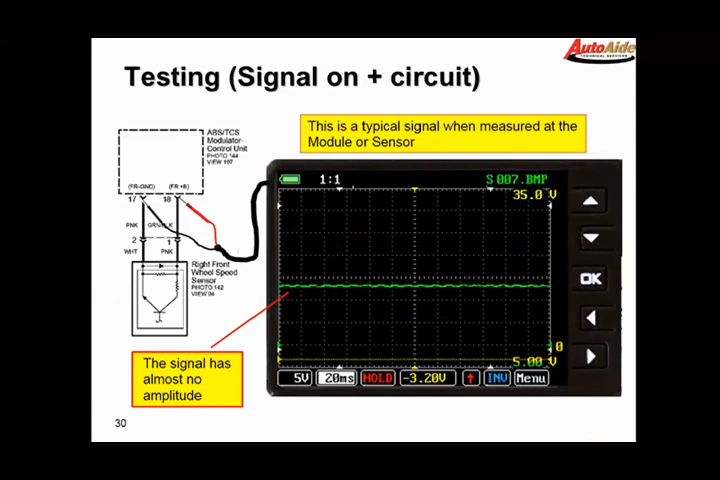 AutoAide
TECHNICAL SERVICES
Testing (Signal on + circuit)
This is a typical signal when measured at the
Module or Sensor
ABS/TCS
Modulator-
Control Unit
PHOTO 144
VIEW 107
(FR-GND) (FR +B)
17 18
PNK GRN/BLK
2 1
WHT PNK
Right Front
Wheel Speed
Sensor
PHOTO 142
VIEW 84
1:1 S 007.BMP
35.0 V
0
5.00 V
5V 20ms HOLD -3.20V INV Menu
OK
The signal has
almost no
amplitude
30